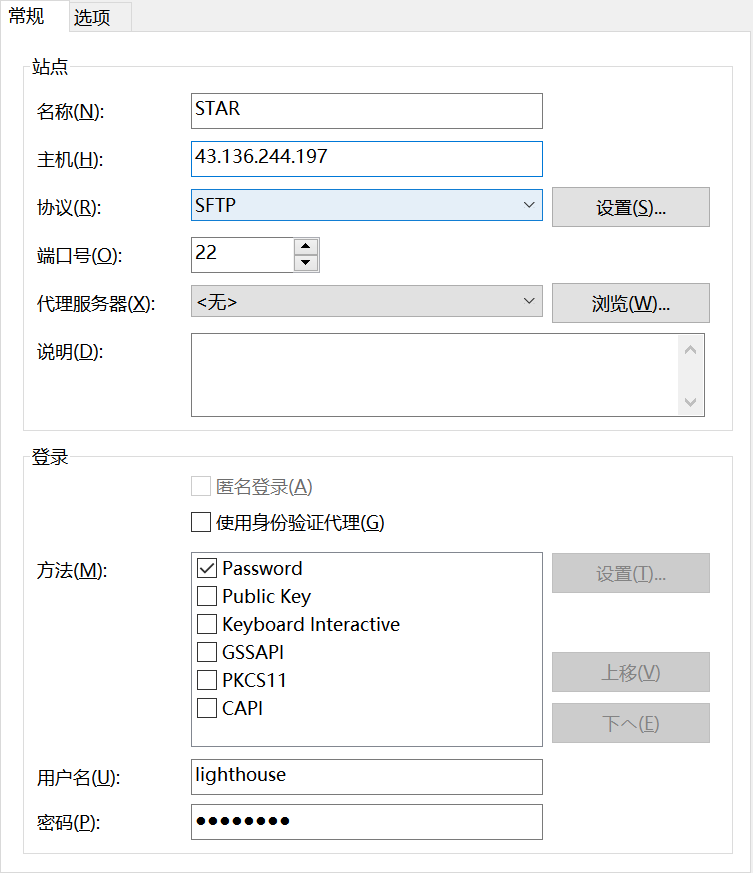 常规 选项
站点
名称(N): STAR
主机(H): 43.136.244.197
协议(R): SFTP 设置(S)...
端口号(O): 22
代理服务器(X): <无> 浏览(W)...
说明(D):
登录
匿名登录(A)
使用身份验证代理(G)
方法(M): Password 设置(T)...
Public Key
Keyboard Interactive
GSSAPI
PKCS11 上移(V)
CAPI 下へ(E)
用户名(U): lighthouse
密码(P): ●●●●●●●●